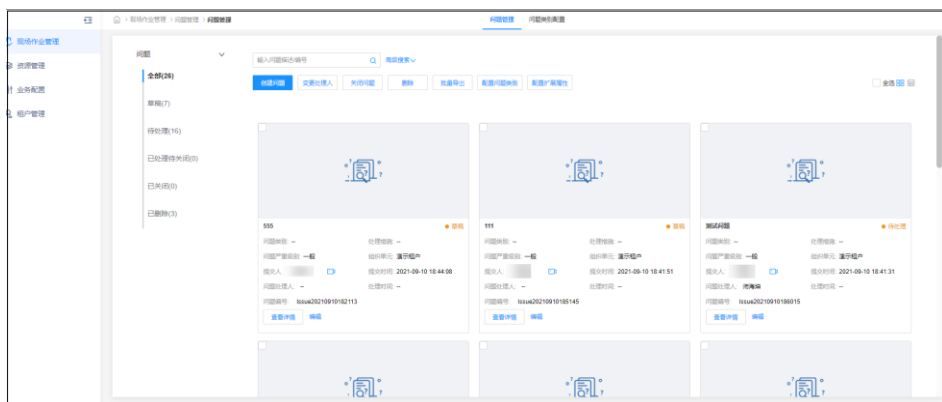 现场作业管理 > 问题管理 > 问题管理
问题管理 问题类别配置
现场作业管理
资源管理
业务配置
租户管理
问题
全部(26)
草稿(7)
待处理(16)
已处理待关闭(0)
已关闭(0)
已删除(3)
输入问题描述/编号 高级搜索
创建问题 变更处理人 关闭问题 删除 批量导出 配置问题类别 配置扩展属性
全选
555 草稿
问题类别: -- 处理措施: --
问题严重级别: 一般 组织单元: 演示租户
提交人: 提交时间: 2021-09-10 18:44:08
问题处理人: -- 处理时间: --
问题编号: Issue20210910182113
查看详情 编辑
111 草稿
问题类别: -- 处理措施: --
问题严重级别: 一般 组织单元: 演示租户
提交人: 提交时间: 2021-09-10 18:41:51
问题处理人: -- 处理时间: --
问题编号: Issue20210910185145
查看详情 编辑
测试问题 待处理
问题类别: -- 处理措施: --
问题严重级别: 一般 组织单元: 演示租户
提交人: 提交时间: 2021-09-10 18:41:31
问题处理人: 处理时间: --
问题编号: Issue20210910186015
查看详情 编辑